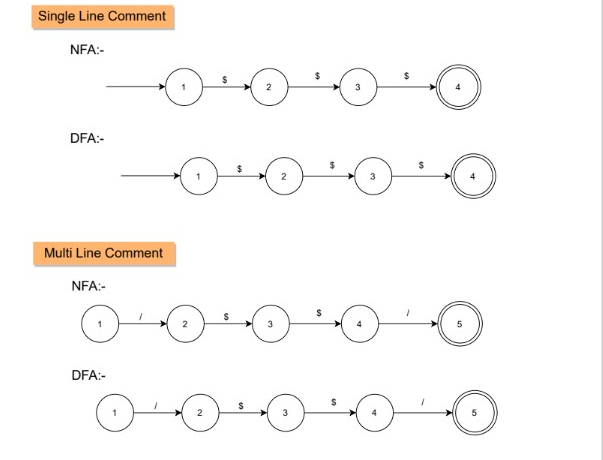 Single Line Comment
NFA:-
$ $ $
1 2 3 4
DFA:-
$ $ $
1 2 3 4
Multi Line Comment
NFA:-
/ $ $ /
1 2 3 4 5
DFA:-
/ $ $ /
1 2 3 4 5